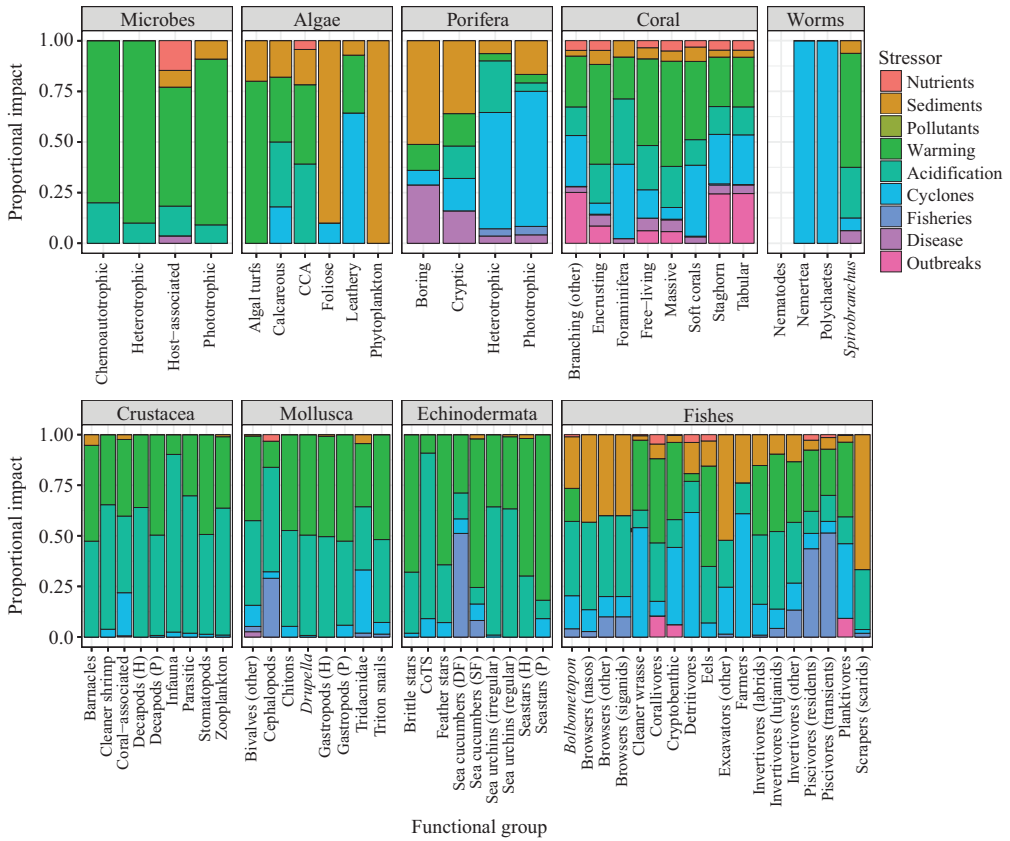 Microbes
Algae
Porifera
Coral
Worms
Proportional impact
1.00
0.75
0.50
0.25
0.0
Chemoautotrophic
Heterotrophic
Host−associated
Phototrophic
Algal turfs
Calcareous
CCA
Foliose
Leathery
Phytoplankton
Boring
Cryptic
Heterotrophic
Phototrophic
Branching (other)
Encrusting
Foraminifera
Free-living
Massive
Soft corals
Staghorn
Tabular
Nematodes
Nemertea
Polychaetes
Spirobranchus
Stressor
Nutrients
Sediments
Pollutants
Warming
Acidification
Cyclones
Fisheries
Disease
Outbreaks
Crustacea
Mollusca
Echinodermata
Fishes
Proportional impact
1.00
0.75
0.50
0.25
0.0
Barnacles
Cleaner shrimp
Coral−associated
Decapods (H)
Decapods (P)
Infauna
Parasitic
Stomatopods
Zooplankton
Bivalves (other)
Cephalopods
Chitons
Drupella
Gastropods (H)
Gastropods (P)
Tridacnidae
Triton snails
Brittle stars
CoTS
Feather stars
Sea cucumbers (DF)
Sea cucumbers (SF)
Sea urchins (irregular)
Sea urchins (regular)
Seastars (H)
Seastars (P)
Bolbometopon
Browsers (nasos)
Browsers (other)
Browsers (siganids)
Cleaner wrasse
Corallivores
Cryptobenthic
Detritivores
Eels
Excavators (other)
Farmers
Invertivores (labrids)
Invertivores (lutjanids)
Invertivores (other)
Piscivores (residents)
Piscivores (transients)
Planktivores
Scrapers (scarids)
Functional group